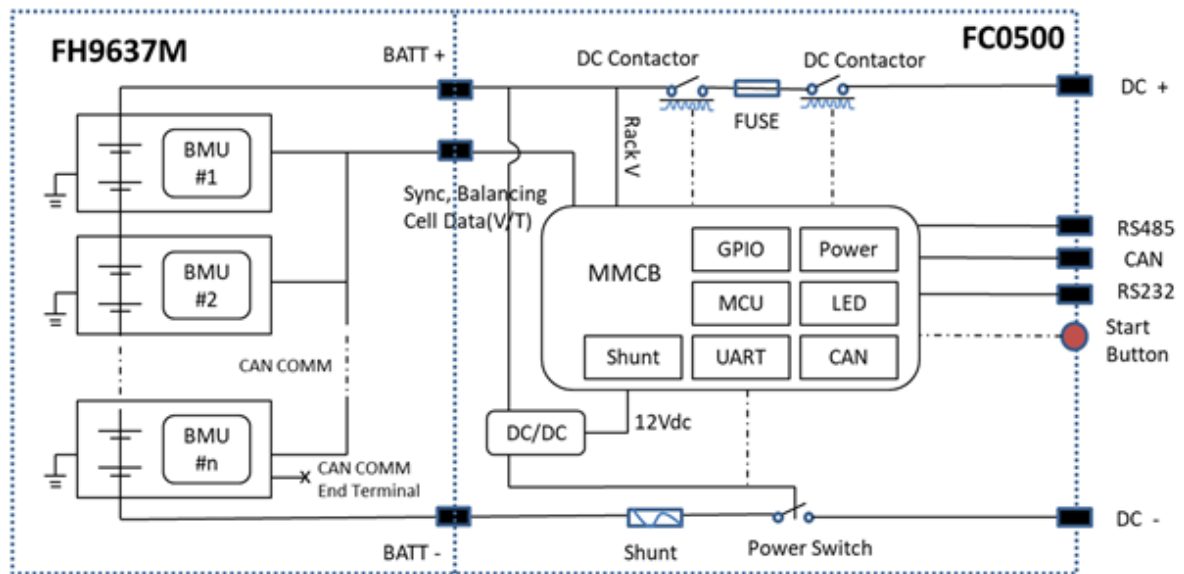 FH9637M
BATT +
FC0500
DC Contactor
DC Contactor
DC +
FUSE
BMU
#1
Rack V
Sync, Balancing
Cell Data(V/T)
BMU
#2
MMCB
GPIO
Power
MCU
LED
Shunt
UART
CAN
RS485
CAN
RS232
Start
Button
CAN COMM
12Vdc
DC/DC
BMU
#n
CAN COMM
End Terminal
BATT -
Shunt
Power Switch
DC -